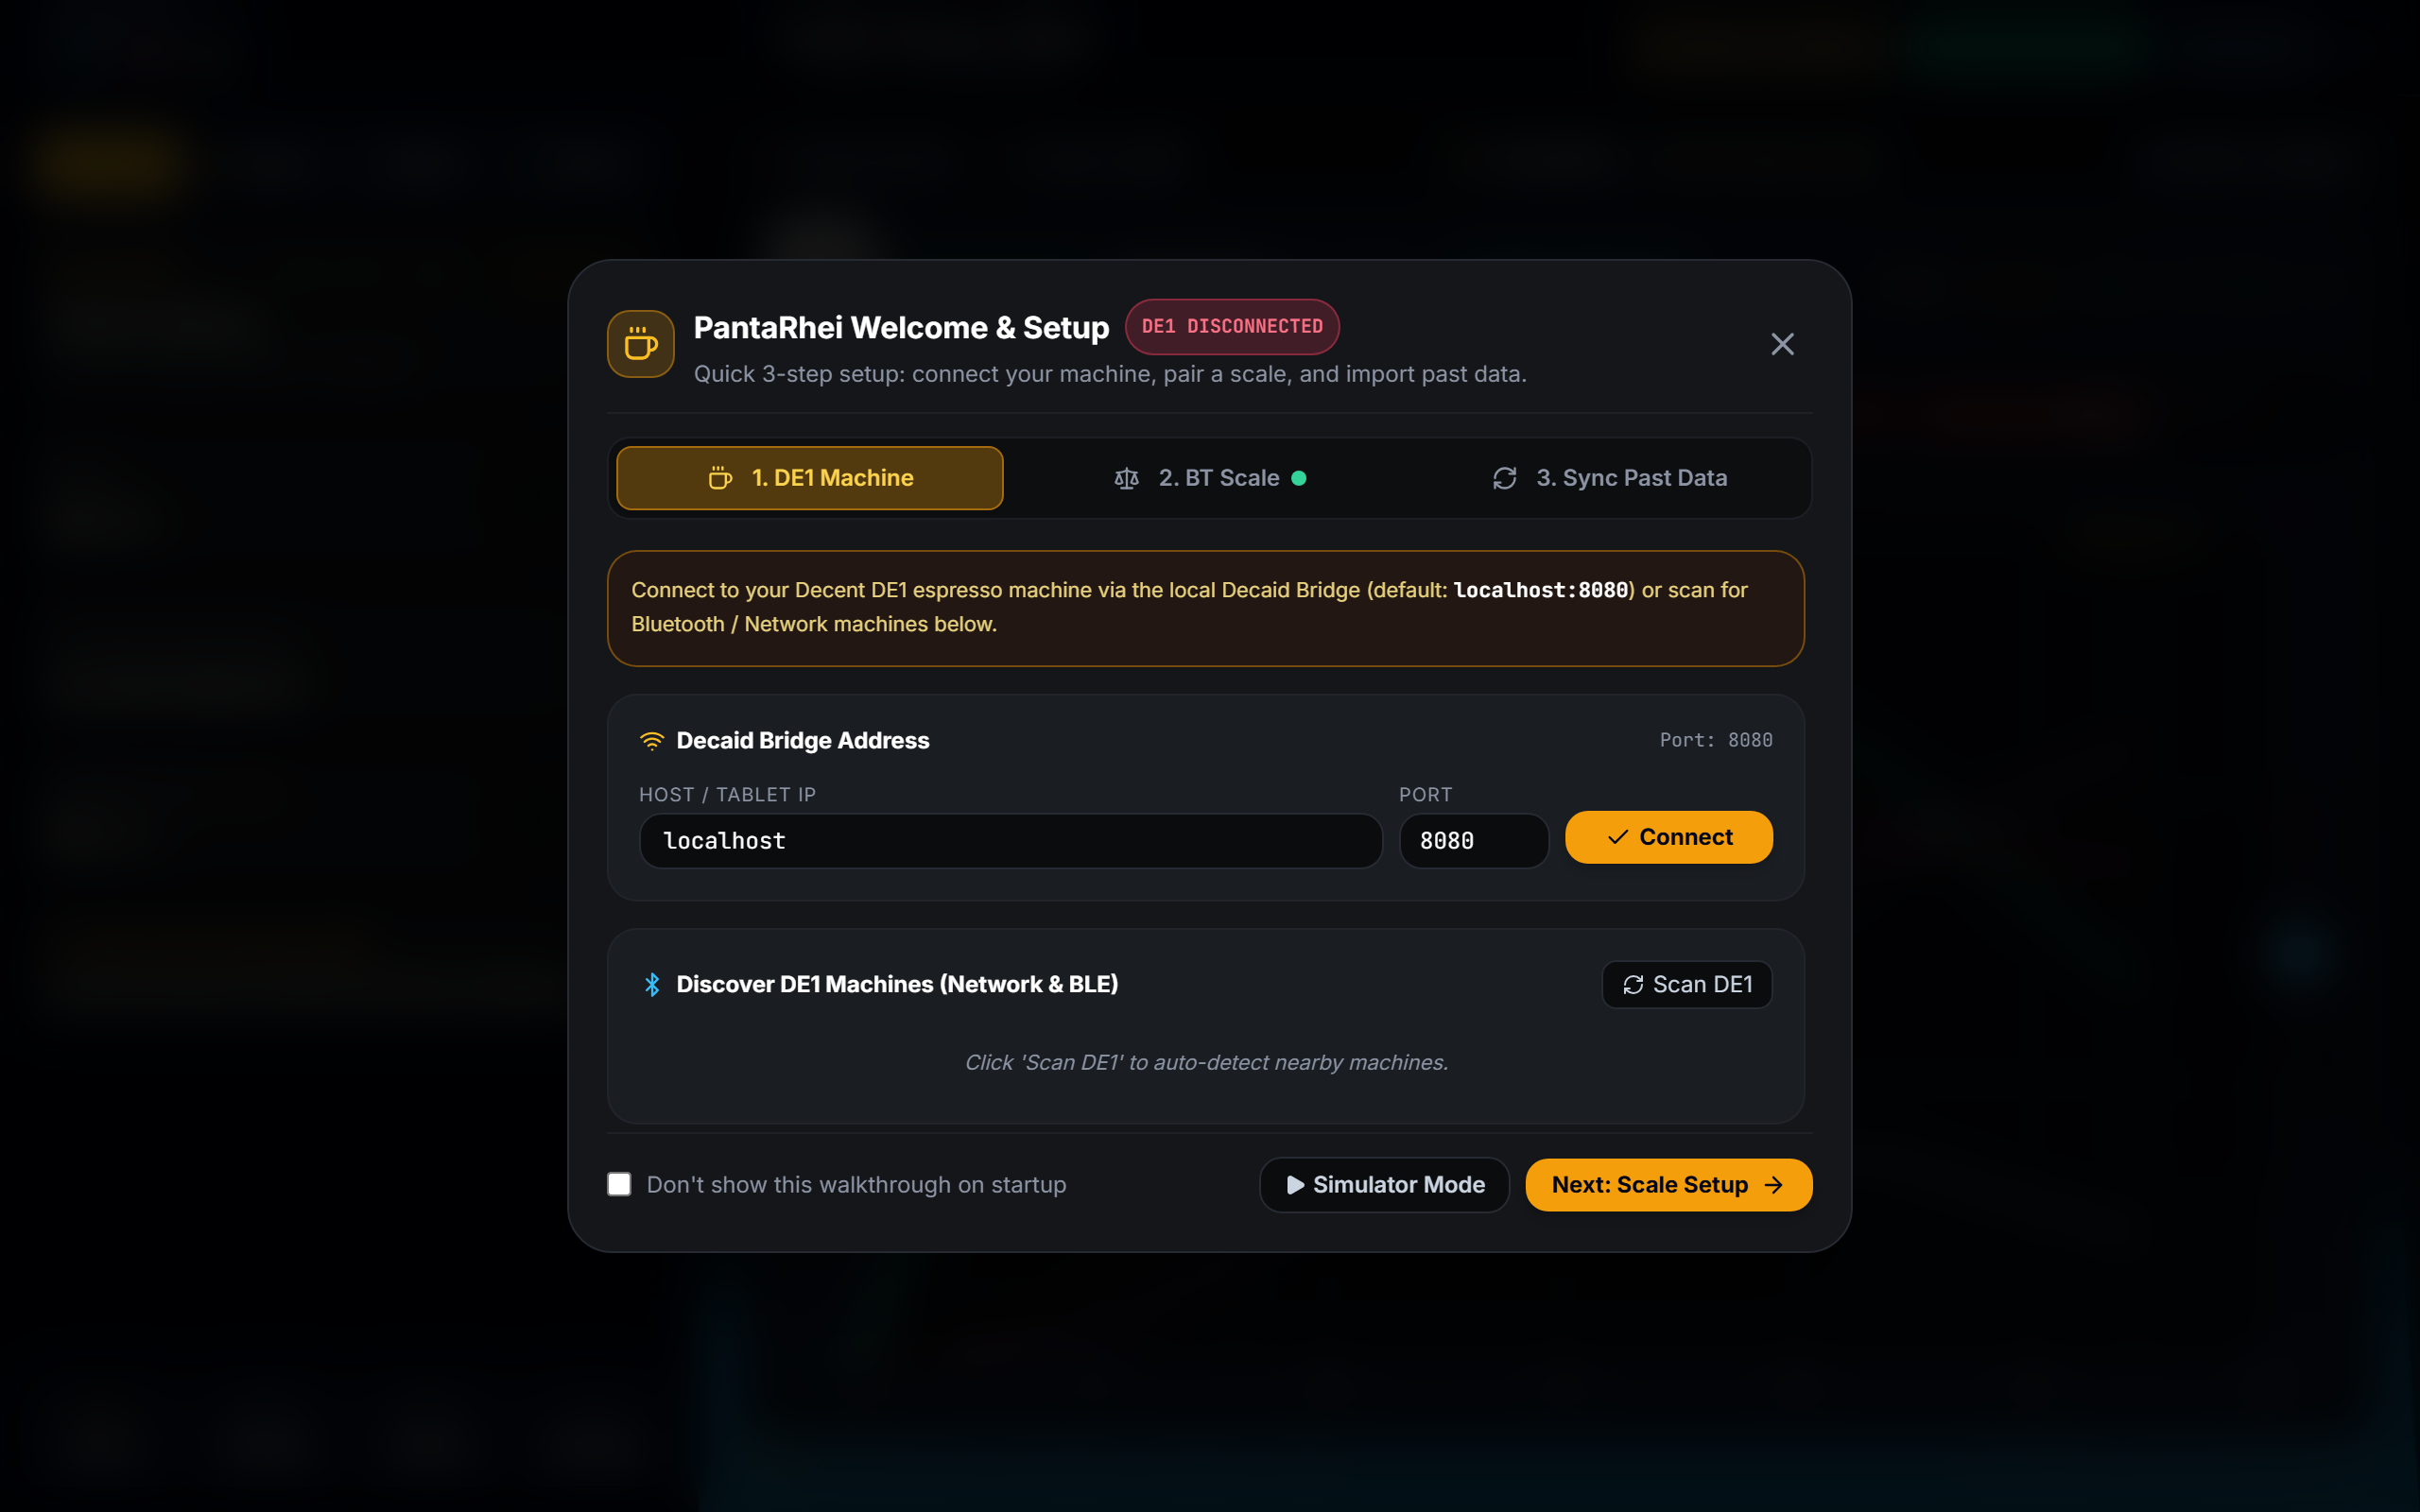 PantaRhei Welcome & Setup
DE1 DISCONNECTED
Quick 3-step setup: connect your machine, pair a scale, and import past data.
1. DE1 Machine
2. BT Scale
3. Sync Past Data
Connect to your Decent DE1 espresso machine via the local Decaid Bridge (default: localhost:8080) or scan for
Bluetooth / Network machines below.
Decaid Bridge Address
Port: 8080
HOST / TABLET IP
PORT
localhost
8080
Connect
Discover DE1 Machines (Network & BLE)
Scan DE1
Click 'Scan DE1' to auto-detect nearby machines.
Don't show this walkthrough on startup
Simulator Mode
Next: Scale Setup